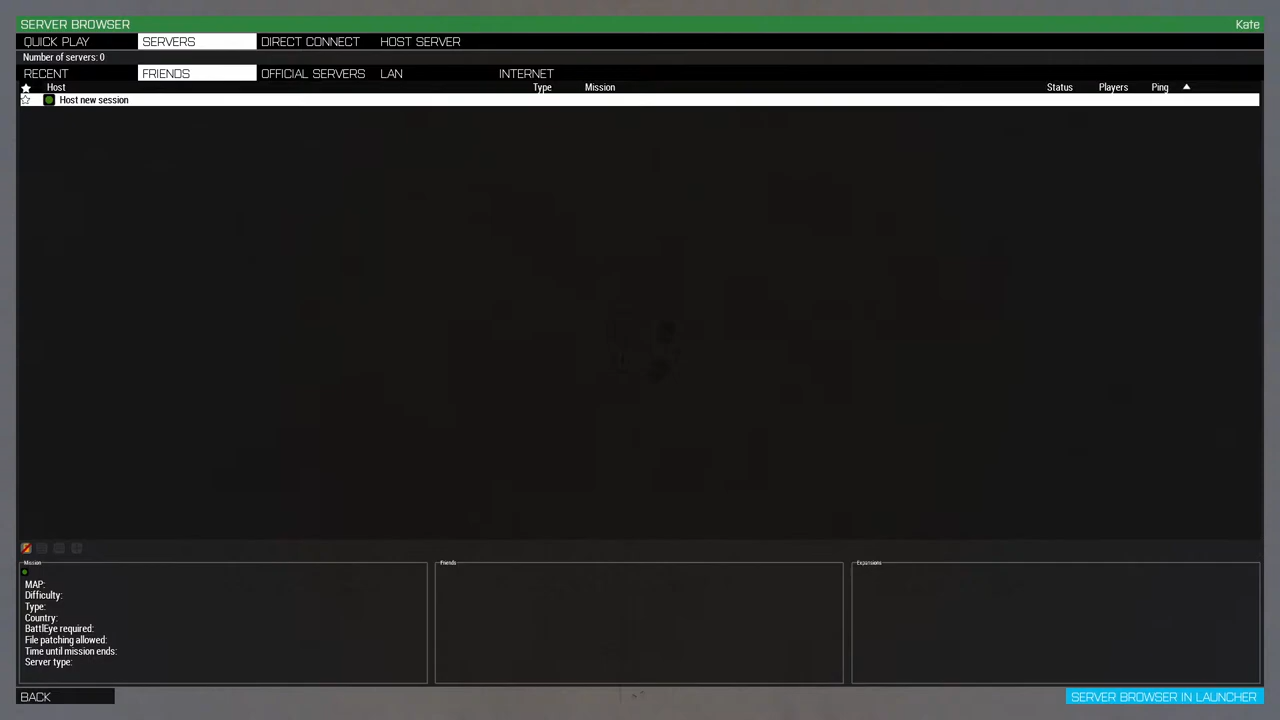 SERVER BROWSER Kate
QUICK PLAY SERVERS DIRECT CONNECT HOST SERVER
Number of servers: 0
RECENT FRIENDS OFFICIAL SERVERS LAN INTERNET
Host Type Mission Status Players Ping
Host new session
Mission Friends Expansions
MAP:
Difficulty:
Type:
Country:
BattlEye required:
File patching allowed:
Time until mission ends:
Server type:
BACK SERVER BROWSER IN LAUNCHER